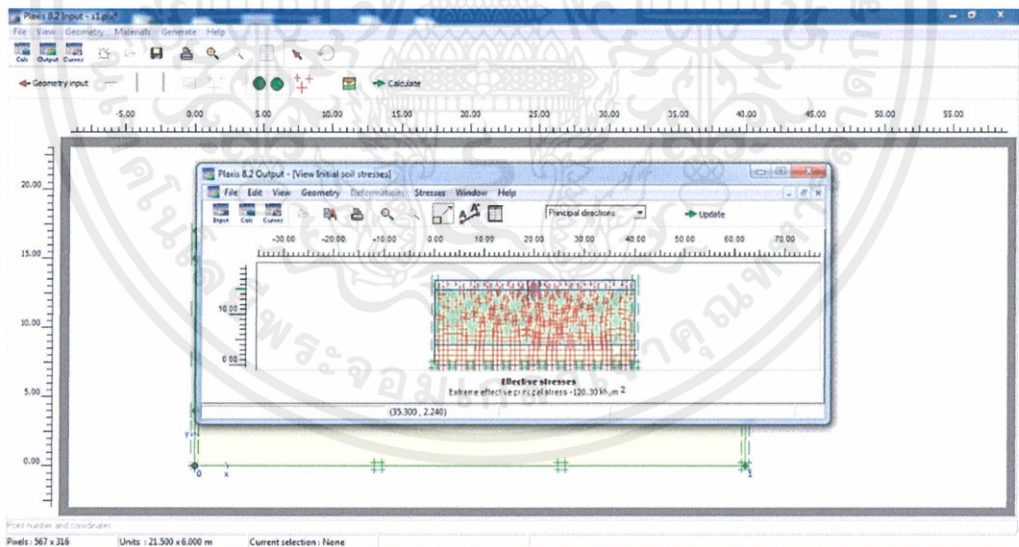 Plaxis 8.2 Input - s1.plx*
File View Geometry Materials Generate Help
Calc Output Curves
Geometry input Calculate
-5.00 0.00 5.00 10.00 15.00 20.00 25.00 30.00 35.00 40.00 45.00 50.00 55.00
20.00
15.00
10.00
5.00
0.00
Plaxis 8.2 Output - [View Initial soil stresses]
File Edit View Geometry Deformations Stresses Window Help
Input Calc Curves
Principal directions Update
-30.00 -20.00 -10.00 0.00 10.00 20.00 30.00 40.00 50.00 60.00 70.00
10.00
0.00
Effective stresses
Extreme effective principal stress -120.30 kN/m 2
(35.300 , 2.240)
Y
0 x 1
Point number and coordinates
Pixels : 567 x 316 Units : 21.500 x 6.000 m Current selection : None